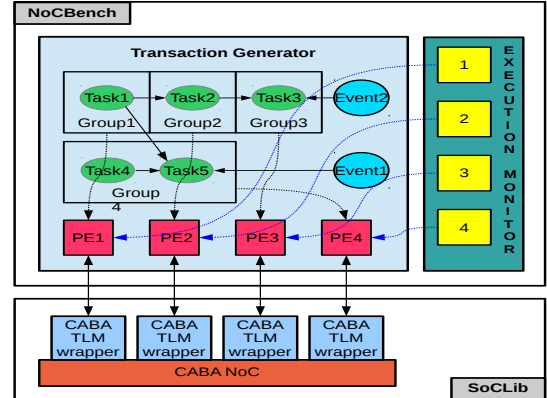 NoCBench
Transaction Generator
Task1
Task2
Task3
Event2
Group1
Group2
Group3
Task4
Task5
Event1
Group
4
PE1
PE2
PE3
PE4
1
2
3
4
EXECUTION MONITOR
CABA
TLM
wrapper
CABA
TLM
wrapper
CABA
TLM
wrapper
CABA
TLM
wrapper
CABA NoC
SoCLib